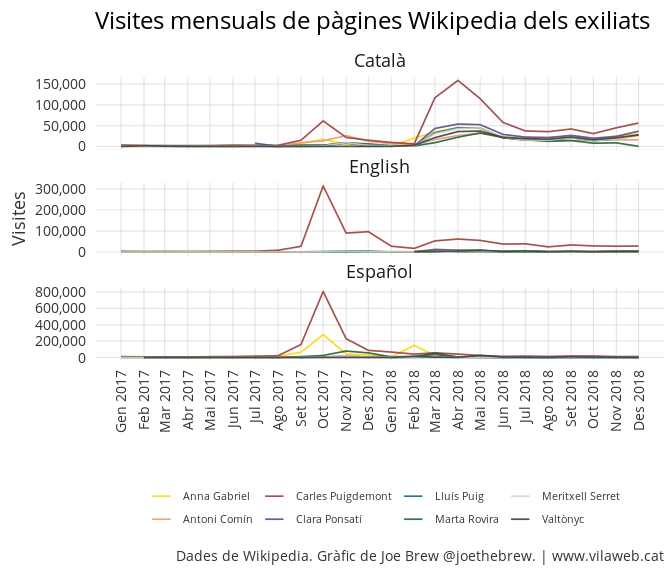 Visites mensuals de pàgines Wikipedia dels exiliats
Català
150,000
100,000
50,000
0
English
300,000
200,000
100,000
0
Español
800,000
600,000
400,000
200,000
0
Visites
Gen 2017
Feb 2017
Mar 2017
Abr 2017
Mai 2017
Jun 2017
Jul 2017
Ago 2017
Set 2017
Oct 2017
Nov 2017
Des 2017
Gen 2018
Feb 2018
Mar 2018
Abr 2018
Mai 2018
Jun 2018
Jul 2018
Ago 2018
Set 2018
Oct 2018
Nov 2018
Des 2018
Anna Gabriel Carles Puigdemont Lluís Puig Meritxell Serret
Antoni Comín Clara Ponsatí Marta Rovira Valtònyc
Dades de Wikipedia. Gràfic de Joe Brew @joethebrew. | www.vilaweb.cat